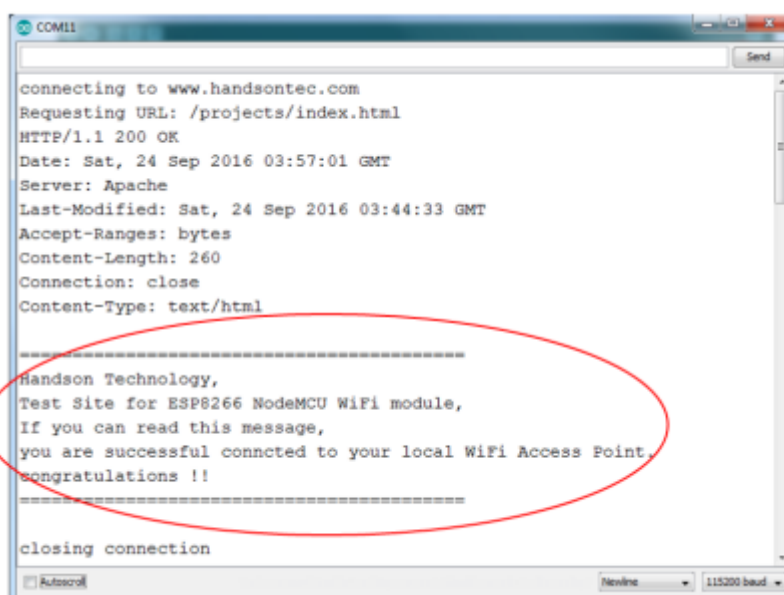 COM11
Send
connecting to www.handsontec.com
Requesting URL: /projects/index.html
HTTP/1.1 200 OK
Date: Sat, 24 Sep 2016 03:57:01 GMT
Server: Apache
Last-Modified: Sat, 24 Sep 2016 03:44:33 GMT
Accept-Ranges: bytes
Content-Length: 260
Connection: close
Content-Type: text/html
==========================================
Handson Technology,
Test Site for ESP8266 NodeMCU WiFi module,
If you can read this message,
you are successful conncted to your local WiFi Access Point,
congratulations !!
==========================================
closing connection
Autoscroll Newline 115200 baud